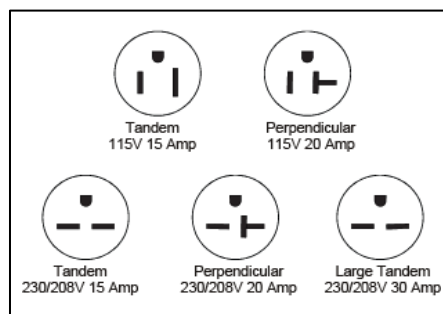 Tandem
115V 15 Amp
Perpendicular
115V 20 Amp
Tandem
230/208V 15 Amp
Perpendicular
230/208V 20 Amp
Large Tandem
230/208V 30 Amp